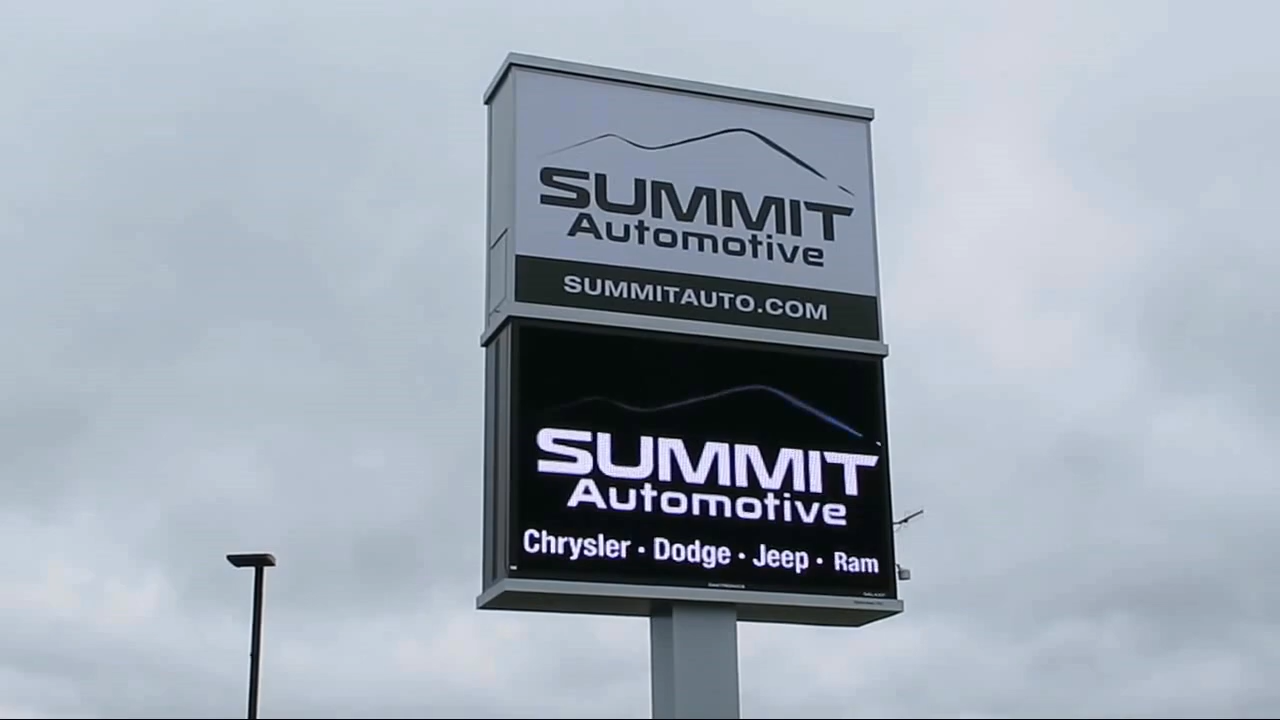 SUMMIT
Automotive
SUMMITAUTO.COM
SUMMIT
Automotive
Chrysler · Dodge · Jeep · Ram